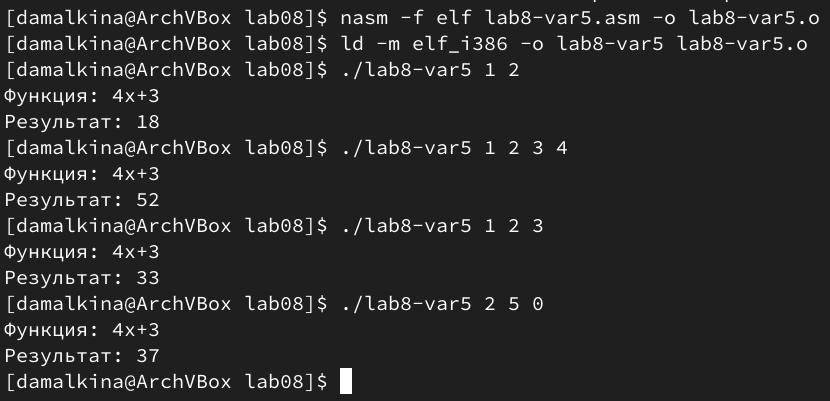 [damalkina@ArchVBox lab08]$ nasm -f elf lab8-var5.asm -o lab8-var5.o
[damalkina@ArchVBox lab08]$ ld -m elf_i386 -o lab8-var5 lab8-var5.o
[damalkina@ArchVBox lab08]$ ./lab8-var5 1 2
Функция: 4x+3
Результат: 18
[damalkina@ArchVBox lab08]$ ./lab8-var5 1 2 3 4
Функция: 4x+3
Результат: 52
[damalkina@ArchVBox lab08]$ ./lab8-var5 1 2 3
Функция: 4x+3
Результат: 33
[damalkina@ArchVBox lab08]$ ./lab8-var5 2 5 0
Функция: 4x+3
Результат: 37
[damalkina@ArchVBox lab08]$